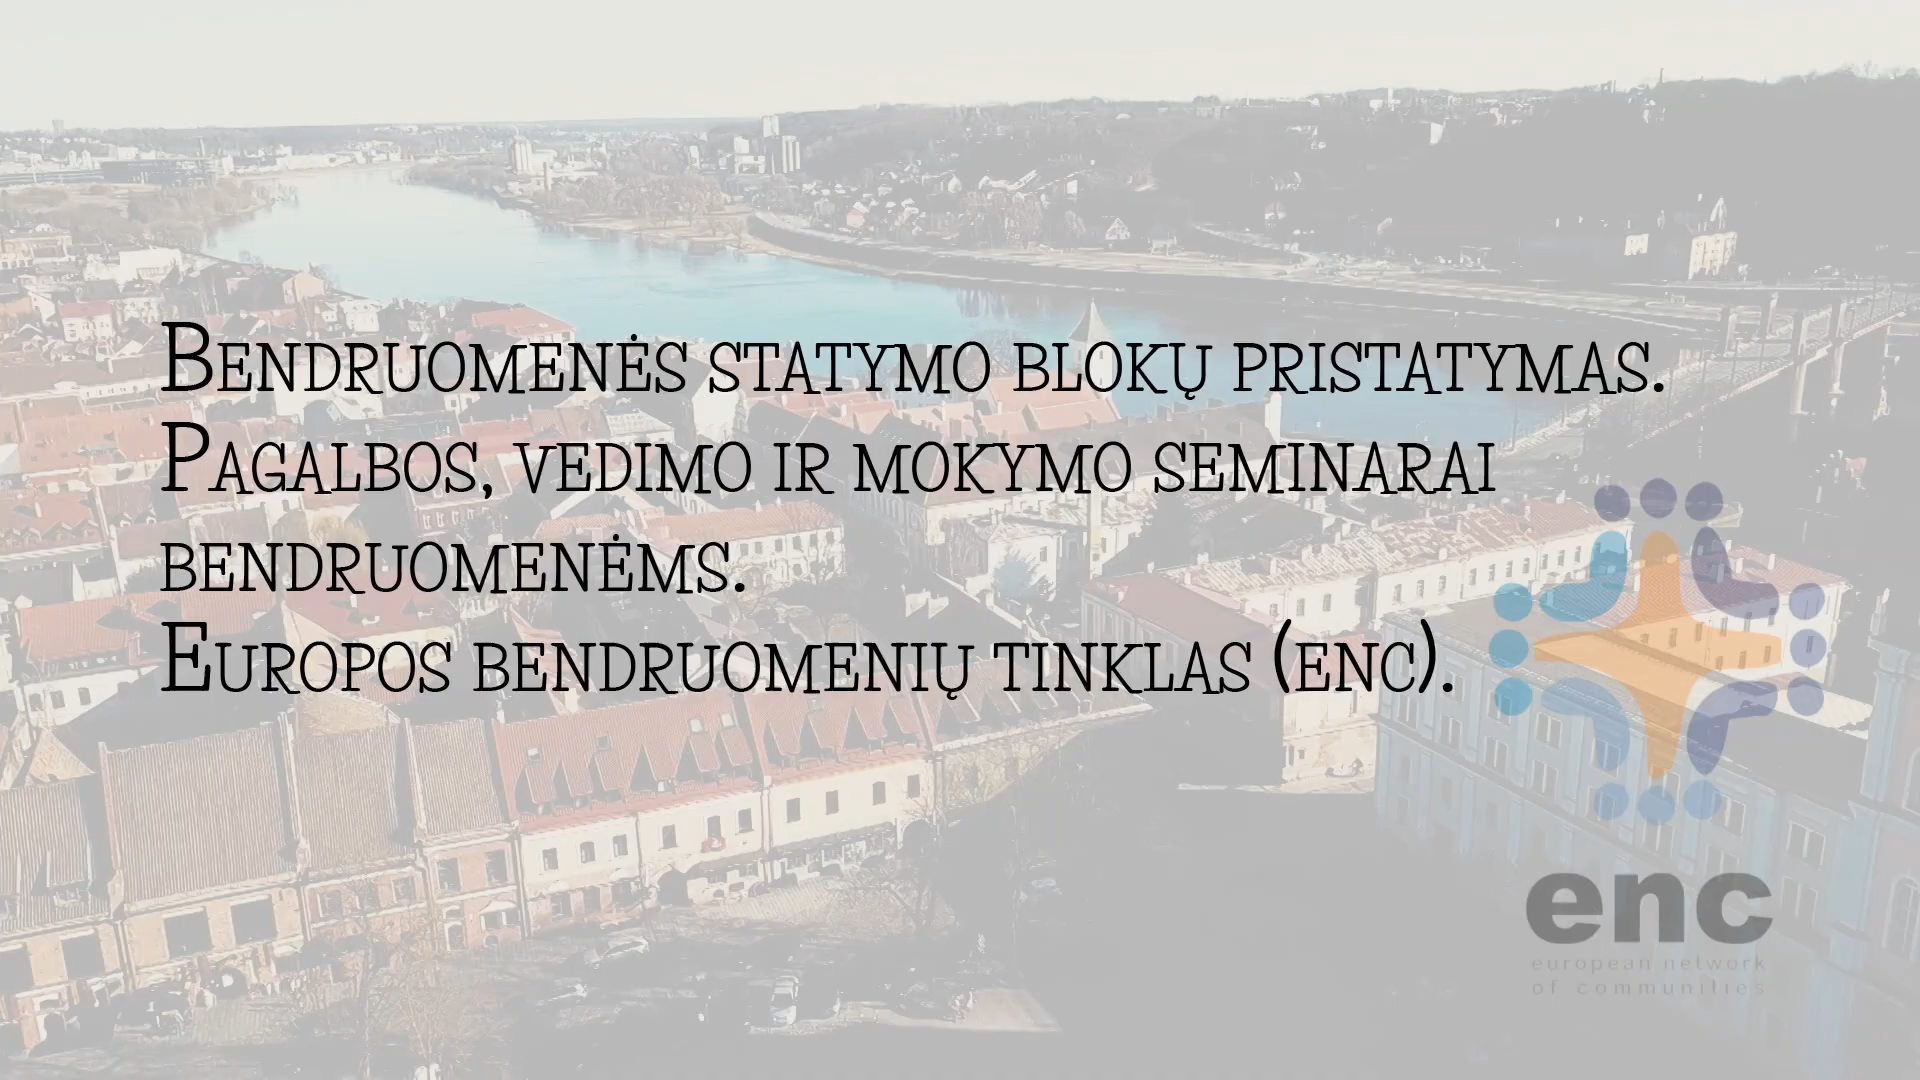 Bendruomenės statymo blokų pristatymas.
Pagalbos, vedimo ir mokymo seminarai
bendruomenėms.
Europos bendruomenių tinklas (enc).
enc
european network
of communities